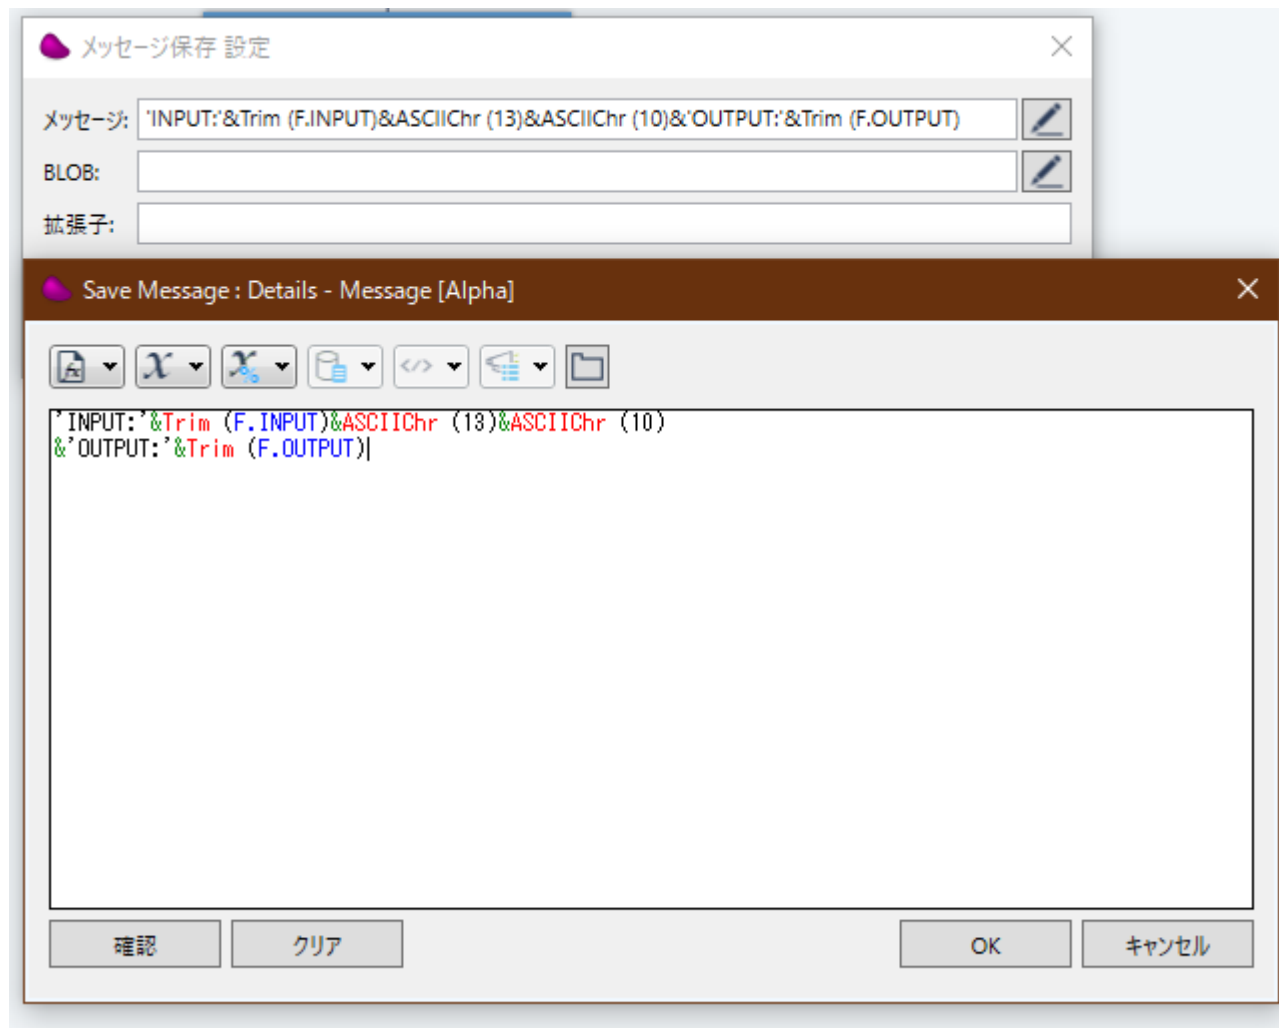 メッセージ保存 設定
メッセージ: 'INPUT:'&Trim (F.INPUT)&ASCIIChr (13)&ASCIIChr (10)&'OUTPUT:'&Trim (F.OUTPUT)
BLOB:
拡張子:
Save Message : Details - Message [Alpha]
'INPUT:'&Trim (F.INPUT)&ASCIIChr (13)&ASCIIChr (10)
&'OUTPUT:'&Trim (F.OUTPUT)
確認 クリア OK キャンセル